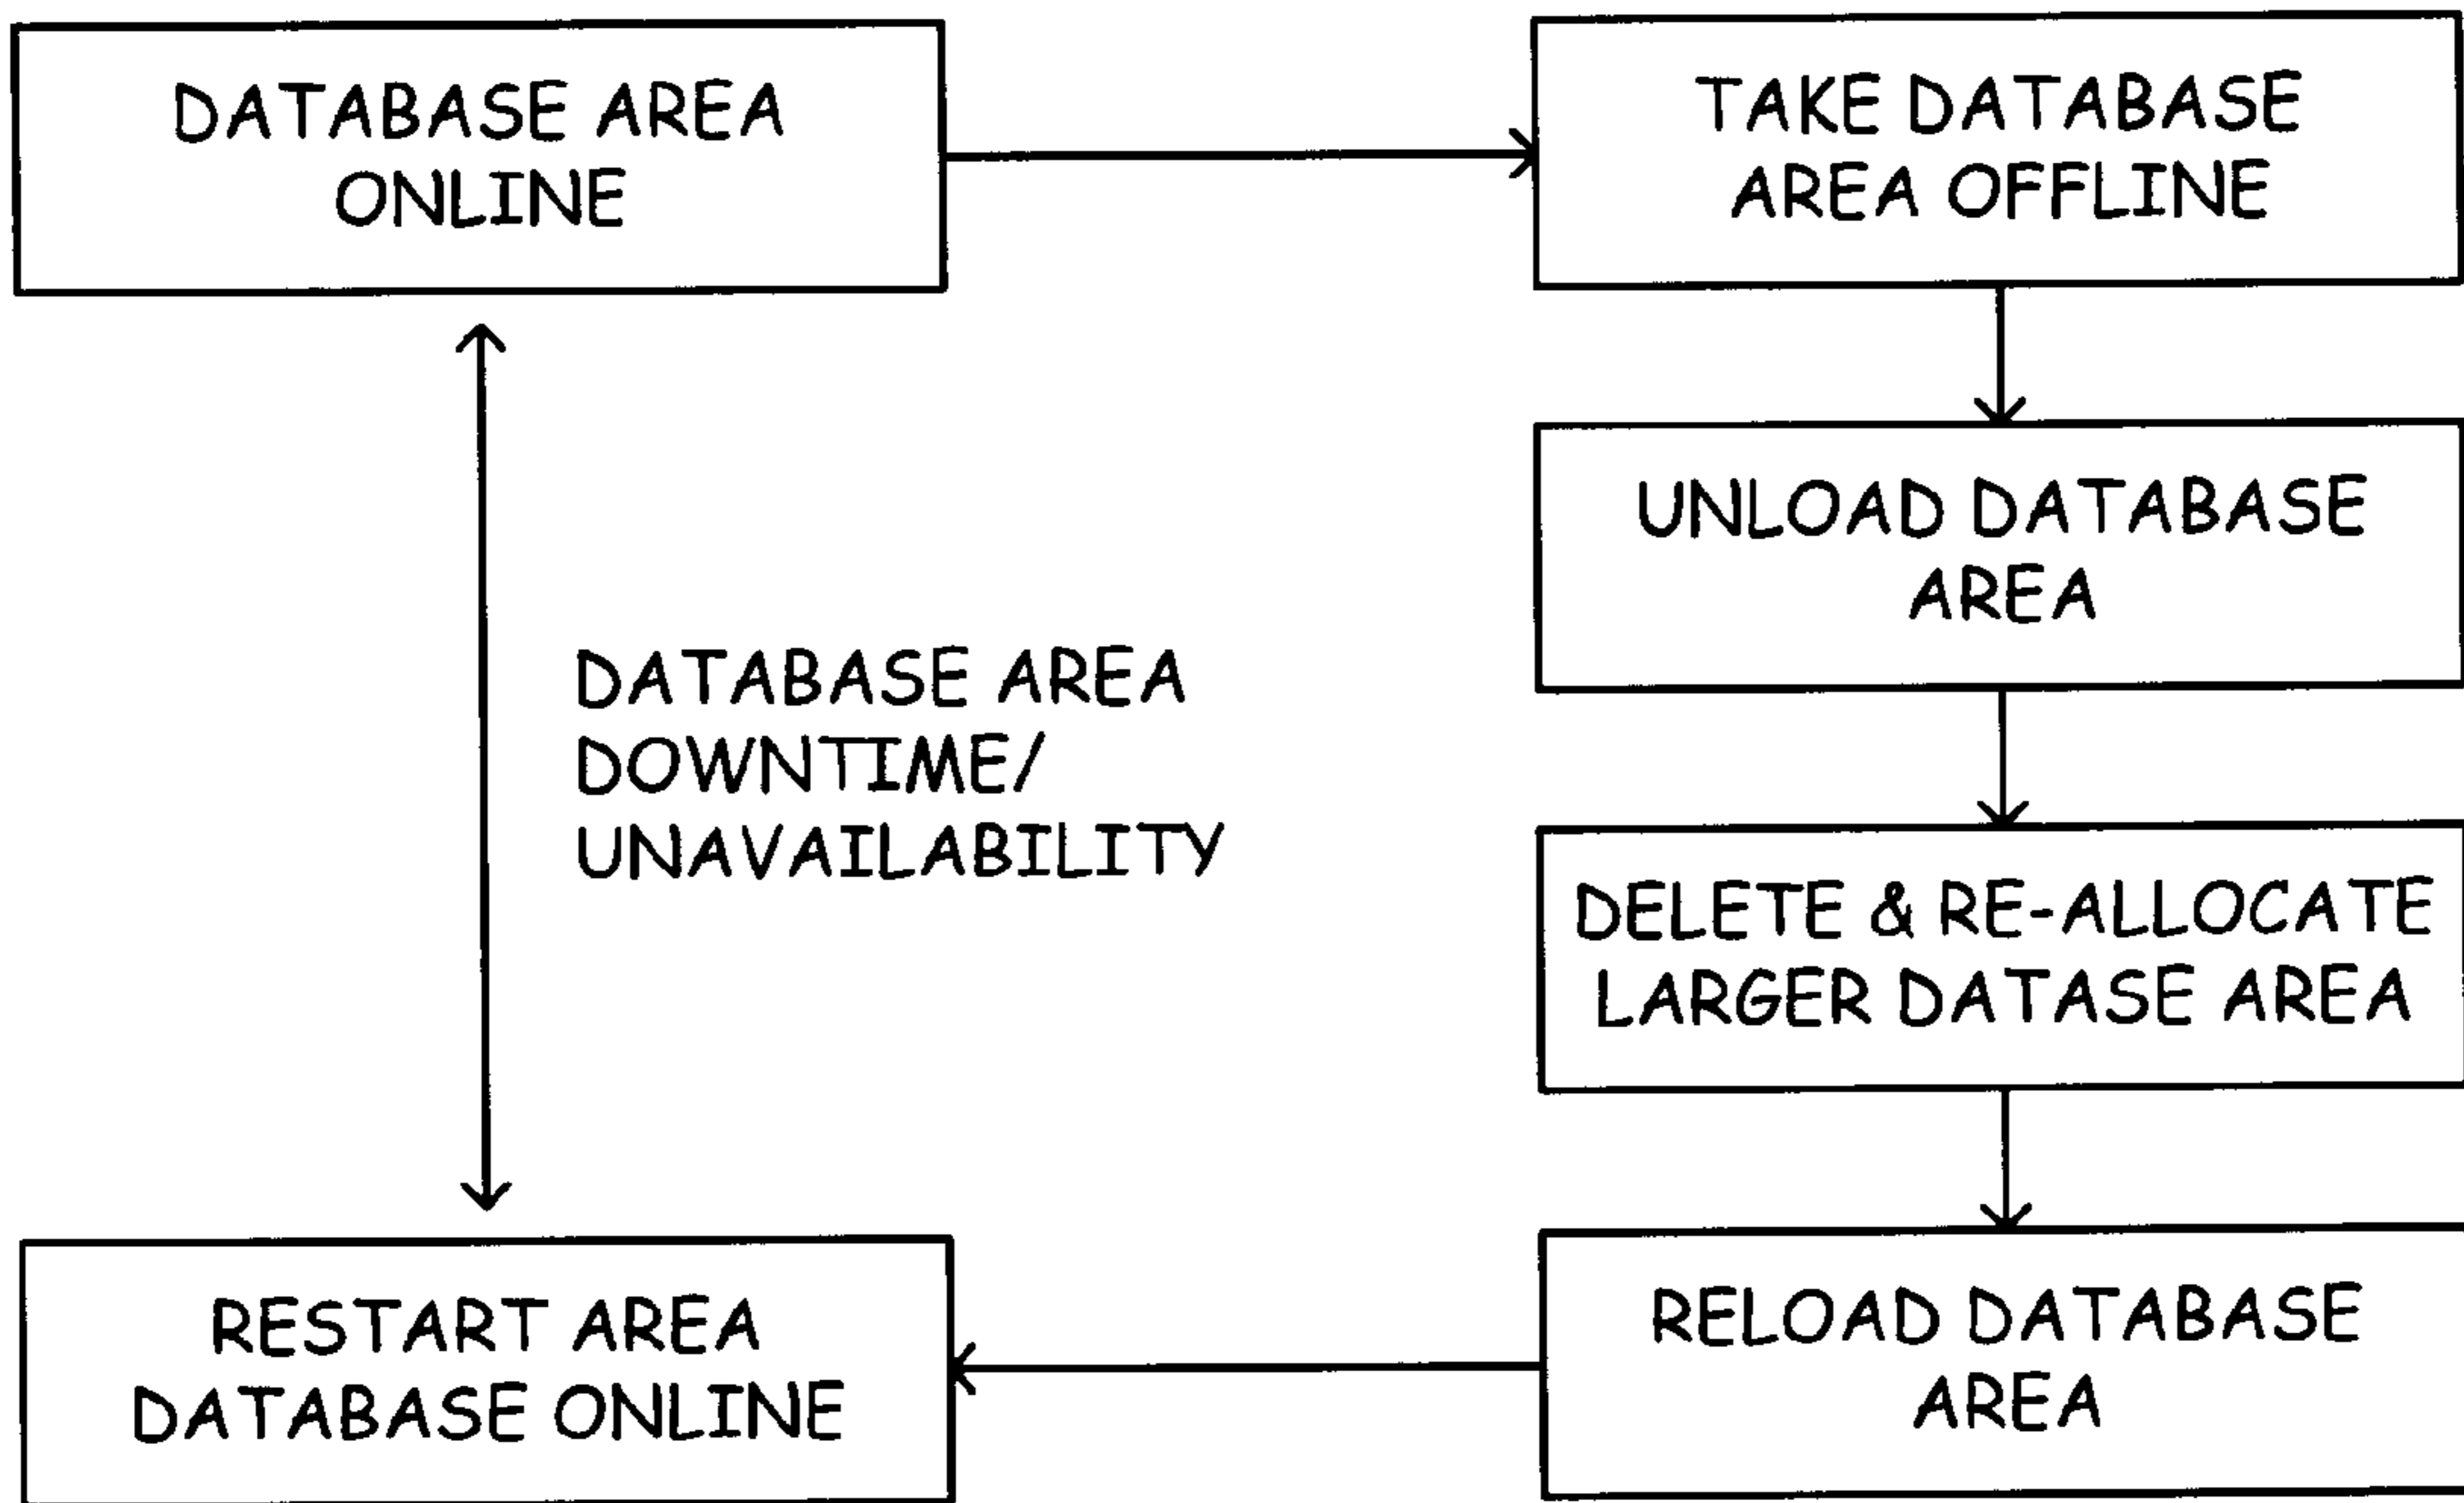 DATABASE AREA
ONLINE
TAKE DATABASE
AREA OFFLINE
UNLOAD DATABASE
AREA
DATABASE AREA
DOWNTIME/
UNAVAILABILITY
DELETE & RE-ALLOCATE
LARGER DATASE AREA
RELOAD DATABASE
AREA
RESTART AREA
DATABASE ONLINE